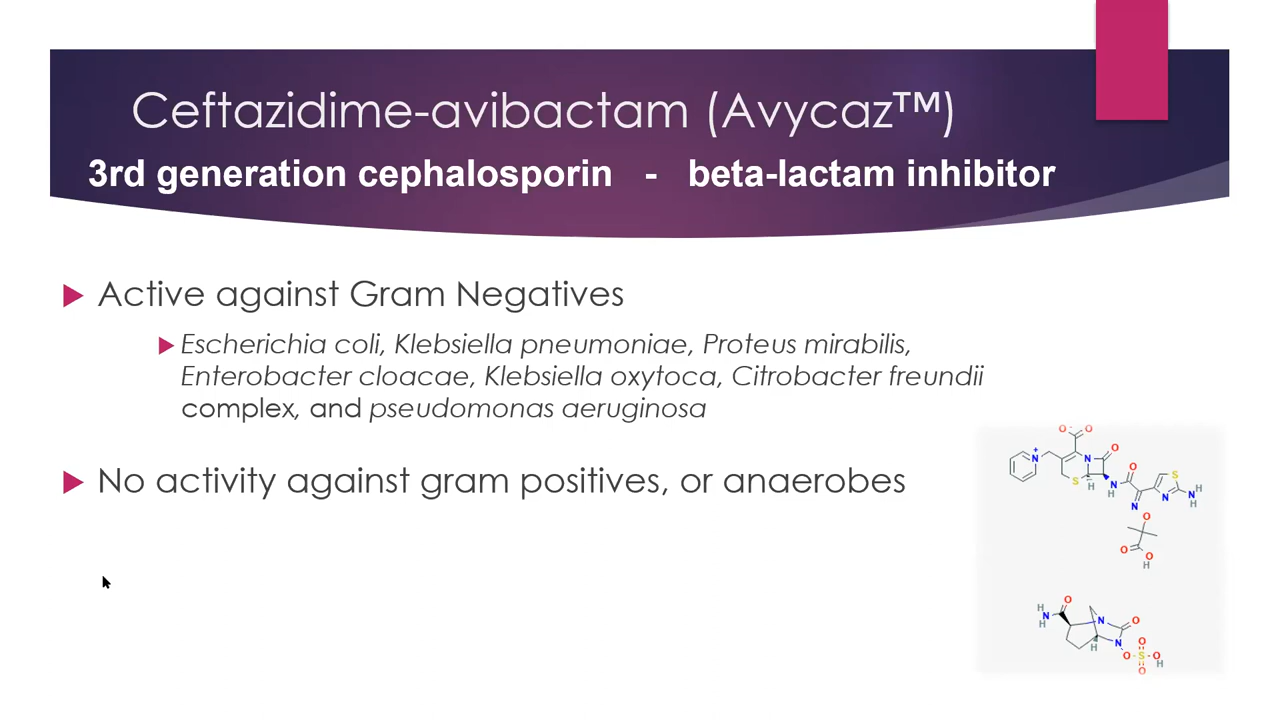 Ceftazidime-avibactam (Avycaz™)
3rd generation cephalosporin - beta-lactam inhibitor
Active against Gram Negatives
Escherichia coli, Klebsiella pneumoniae, Proteus mirabilis,
Enterobacter cloacae, Klebsiella oxytoca, Citrobacter freundii
complex, and pseudomonas aeruginosa
No activity against gram positives, or anaerobes